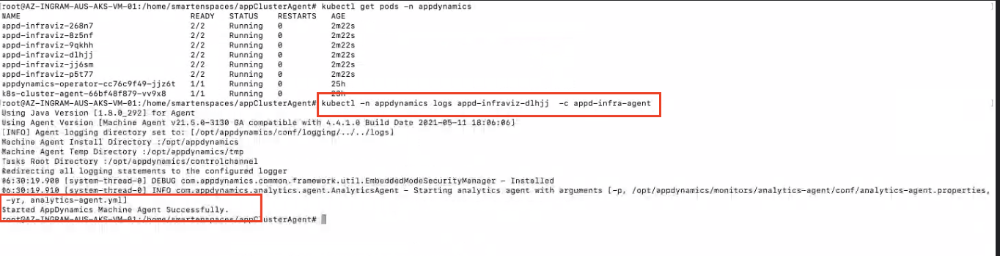 [root@AZ-INGRAM-AUS-AKS-VM-01:/home/smartenspaces/appClusterAgent# kubectl get pods -n appdynamics ]
NAME READY STATUS RESTARTS AGE
appd-infraviz-268n7 2/2 Running 0 2m22s
appd-infraviz-8z5nf 2/2 Running 0 2m22s
appd-infraviz-9qkhh 2/2 Running 0 2m22s
appd-infraviz-dlhjj 2/2 Running 0 2m22s
appd-infraviz-jj6sm 2/2 Running 0 2m22s
appd-infraviz-p5t77 2/2 Running 0 2m22s
appdynamics-operator-cc76c9f49-jjz6t 1/1 Running 0 25h
k8s-cluster-agent-66bf48f879-vv9x8 1/1 Running 0
[root@AZ-INGRAM-AUS-AKS-VM-01:/home/smartenspaces/appClusterAgent# kubectl -n appdynamics logs appd-infraviz-dlhjj -c appd-infra-agent ]
Using Java Version [1.8.0_292] for Agent
Using Agent Version [Machine Agent v21.5.0-3130 GA compatible with 4.4.1.0 Build Date 2021-05-11 18:06:06]
[INFO] Agent logging directory set to: [/opt/appdynamics/conf/logging/../../logs]
Machine Agent Install Directory :/opt/appdynamics
Machine Agent Temp Directory :/opt/appdynamics/tmp
Tasks Root Directory :/opt/appdynamics/controlchannel
Redirecting all logging statements to the configured logger
06:30:19.900 [system-thread-0] DEBUG com.appdynamics.common.framework.util.EmbeddedModeSecurityManager - Installed
06:30:19.910 [system-thread-0] INFO com.appdynamics.analytics.agent.AnalyticsAgent - Starting analytics agent with arguments [-p, /opt/appdynamics/monitors/analytics-agent/conf/analytics-agent.properties,
-yr, analytics-agent.yml]
Started AppDynamics Machine Agent Successfully.
root@AZ-INGRAM-AUS-AKS-VM-01:/home/smartenspaces/appClusterAgent#